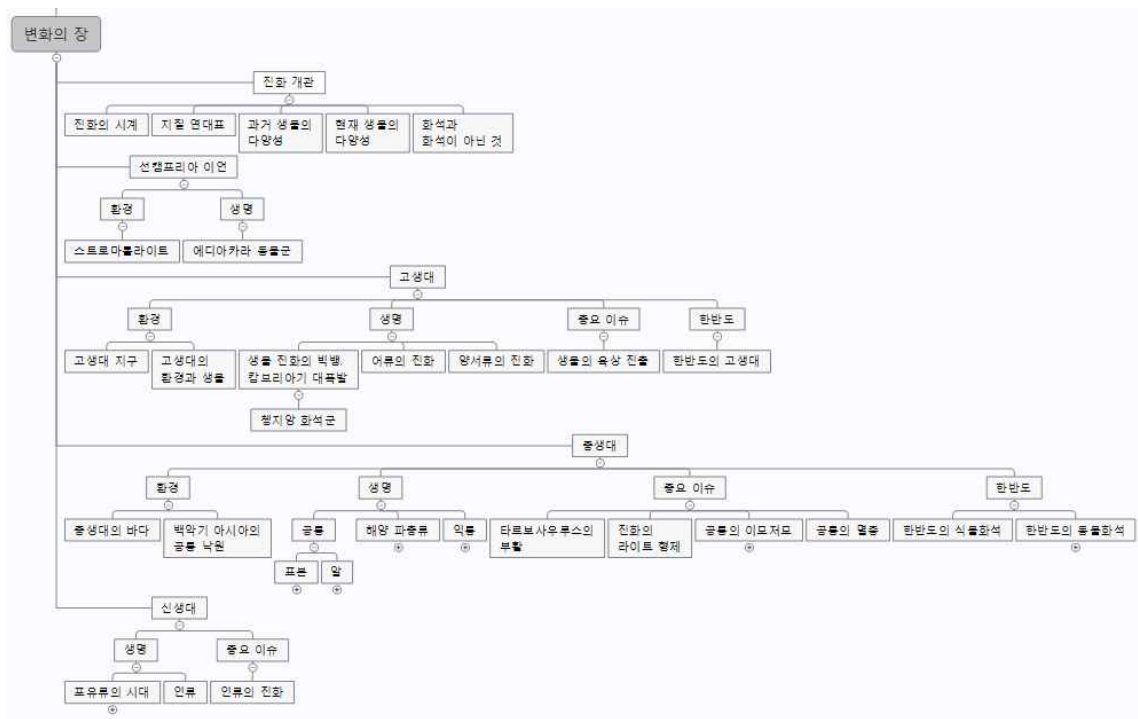 변화의 장
진화 개관
진화의 시계
지질 연대표
과거 생물의
다양성
현재 생물의
다양성
화석과
화석이 아닌 것
선캄프리아 이언
환경
생명
스트로마톨라이트
에디아카라 동물군
고생대
환경
생명
중요 이슈
한반도
고생대 지구
고생대의
환경과 생물
생물 진화의 빅뱅.
캄브리아기 대폭발
어류의 진화
양서류의 진화
생물의 육상 진출
한반도의 고생대
쳉지앙 화석군
중생대
환경
생명
중요 이슈
한반도
중생대의 바다
백악기 아시아의
공룡 낙원
공룡
해양 파충류
익룡
타르보사우루스의
부활
진화의
라이트 형제
공룡의 이모저모
공룡의 멸종
한반도의 식물화석
한반도의 동물화석
표본
알
신생대
생명
중요 이슈
포유류의 시대
인류
인류의 진화